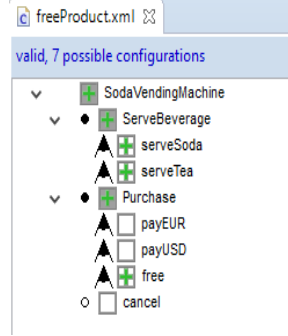 freeProduct.xml
valid, 7 possible configurations
SodaVendingMachine
ServeBeverage
serveSoda
serveTea
Purchase
payEUR
payUSD
free
cancel